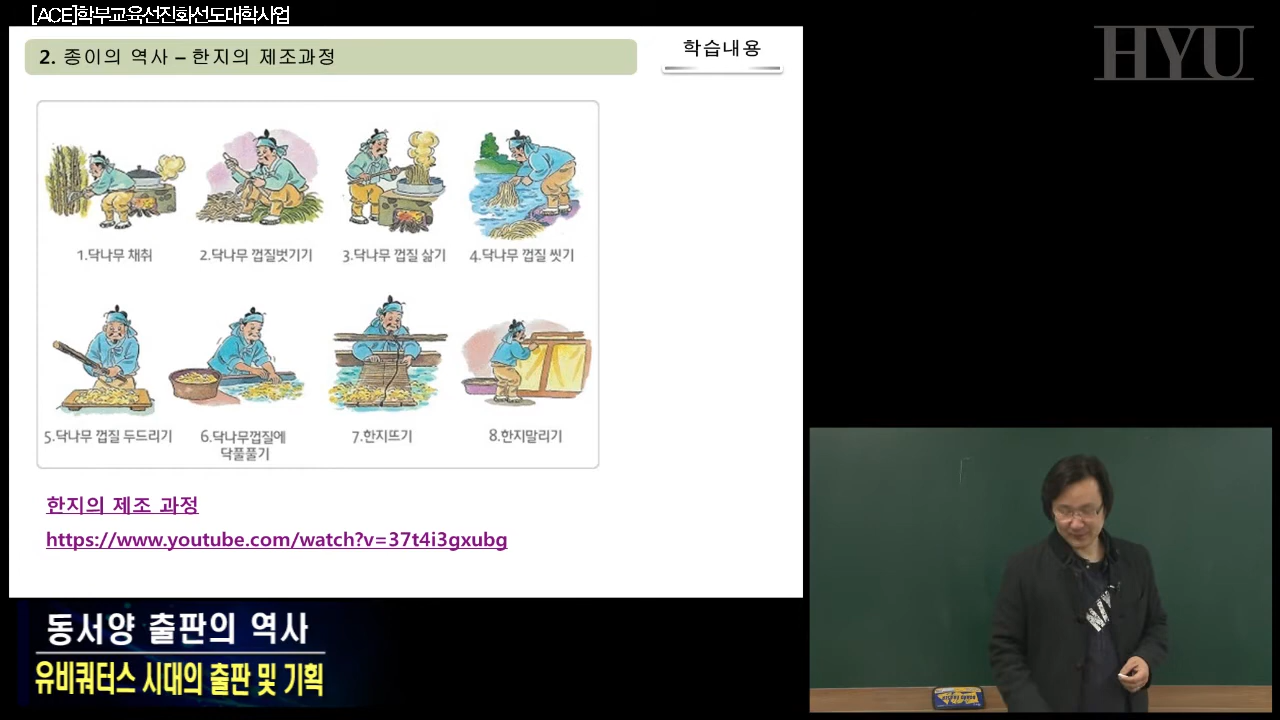 [ACE]학부교육선진화선도대학사업
2. 종이의 역사 – 한지의 제조과정
학습내용
HYU
1.닥나무 채취
2.닥나무 껍질벗기기
3.닥나무 껍질 삶기
4.닥나무 껍질 씻기
5.닥나무 껍질 두드리기
6.닥나무껍질에
닥풀풀기
7.한지뜨기
8.한지말리기
한지의 제조 과정
https://www.youtube.com/watch?v=37t4i3gxubg
동서양 출판의 역사
유비쿼터스 시대의 출판 및 기획